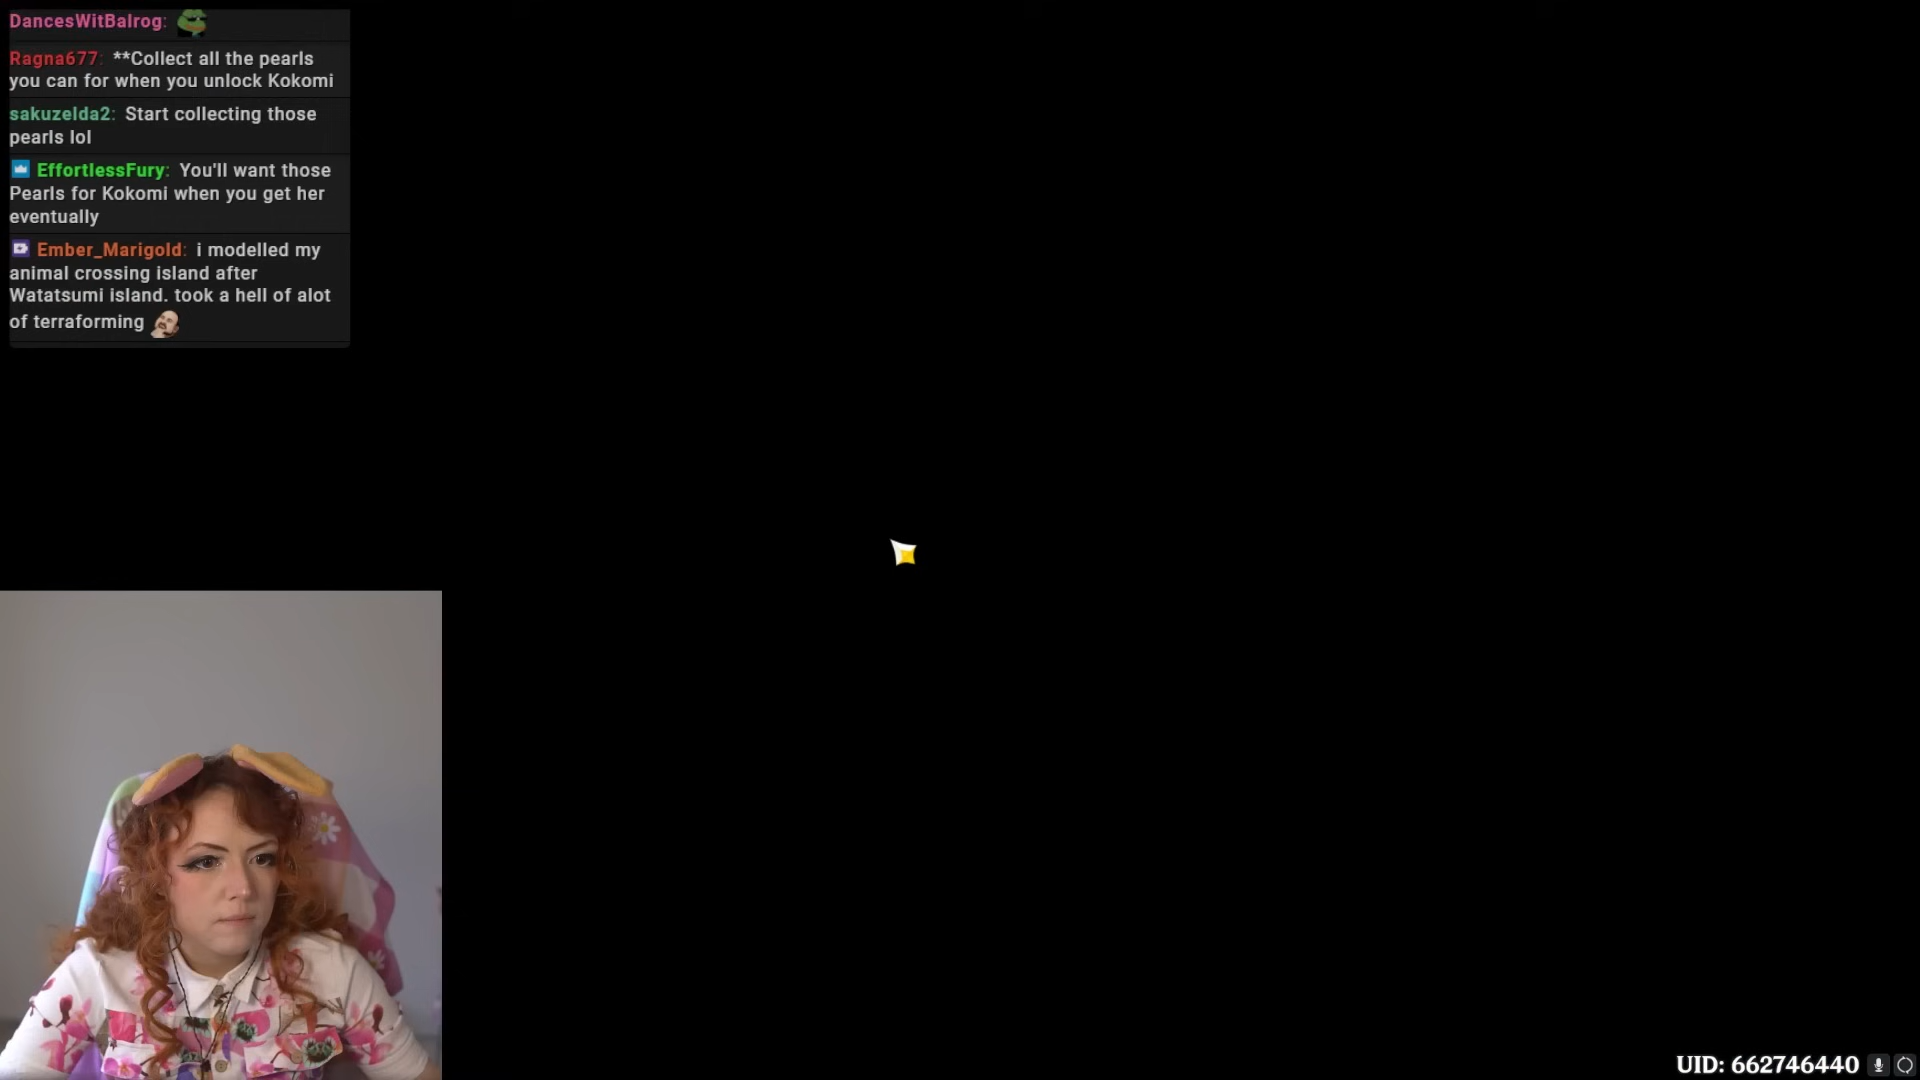 DancesWitBalrog:
Ragna677: **Collect all the pearls
you can for when you unlock Kokomi
sakuzelda2: Start collecting those
pearls lol
EffortlessFury: You'll want those
Pearls for Kokomi when you get her
eventually
Ember_Marigold: i modelled my
animal crossing island after
Watatsumi island. took a hell of alot
of terraforming
UID: 662746440